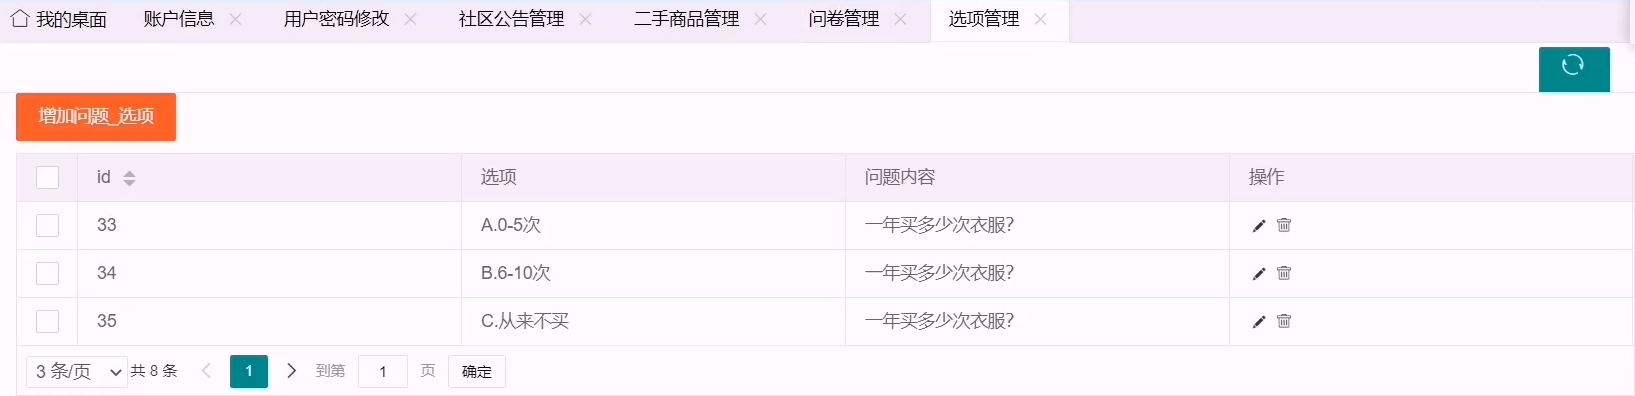 我的桌面 账户信息 用户密码修改 社区公告管理 二手商品管理 问卷管理 选项管理
增加问题_选项
id 选项 问题内容 操作
33 A.0-5次 一年买多少次衣服?
34 B.6-10次 一年买多少次衣服?
35 C.从来不买 一年买多少次衣服?
3 条/页 共 8 条 1 到第 1 页 确定